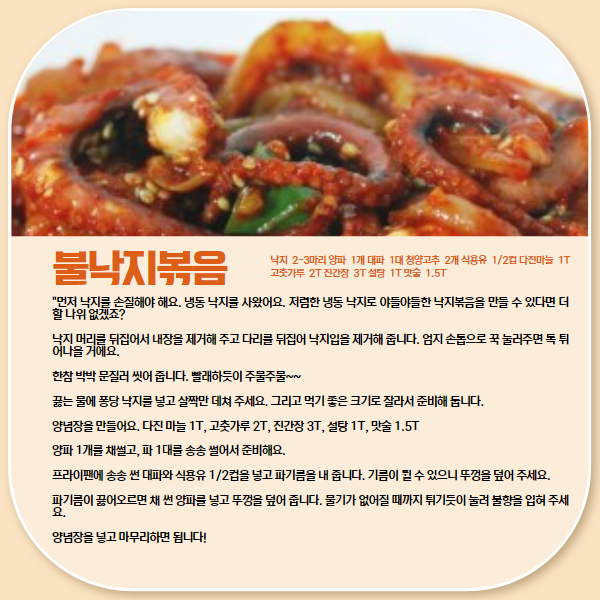 불낙지볶음
낙지 2-3마리 양파 1개 대파 1대 청양고추 2개 식용유 1/2컵 다진마늘 1T
고춧가루 2T 진간장 3T 설탕 1T 맛술 1.5T
"먼저 낙지를 손질해야 해요. 냉동 낙지를 사왔어요. 저렴한 냉동 낙지로 야들야들한 낙지볶음을 만들 수 있다면 더
할 나위 없겠죠?
낙지 머리를 뒤집어서 내장을 제거해 주고 다리를 뒤집어 낙지입을 제거해 줍니다. 엄지 손톱으로 꾹 눌러주면 톡 튀
어나올 거에요.
한참 박박 문질러 씻어 줍니다. 빨래하듯이 주물주물~~
끓는 물에 퐁당 낙지를 넣고 살짝만 데쳐 주세요. 그리고 먹기 좋은 크기로 잘라서 준비해 둡니다.
양념장을 만들어요. 다진 마늘 1T, 고춧가루 2T, 진간장 3T, 설탕 1T, 맛술 1.5T
양파 1개를 채썰고, 파 1대를 송송 썰어서 준비해요.
프라이팬에 송송 썬 대파와 식용유 1/2컵을 넣고 파기름을 내 줍니다. 기름이 튈 수 있으니 뚜껑을 덮어 주세요.
파기름이 끓어오르면 채 썬 양파를 넣고 뚜껑을 덮어 줍니다. 물기가 없어질 때까지 튀기듯이 눌려 불향을 입혀 주세
요.
양념장을 넣고 마무리하면 됩니다!